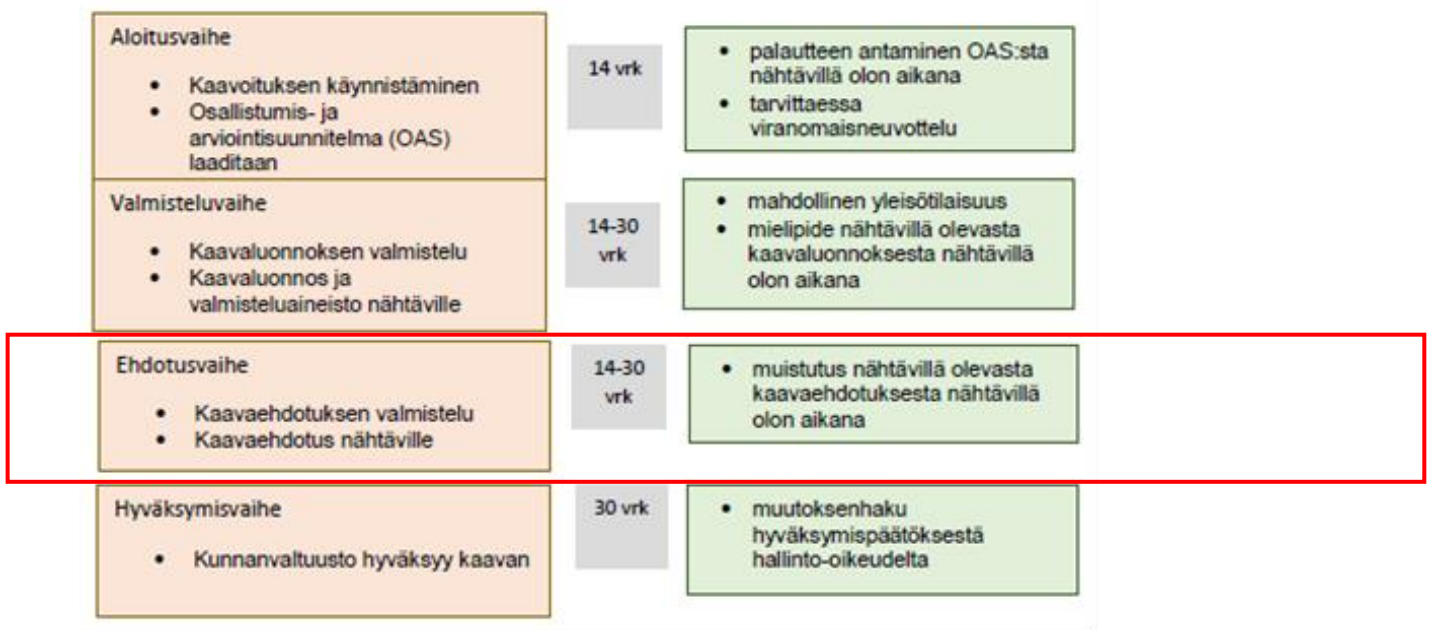 Aloitusvaihe
• Kaavoituksen käynnistäminen
• Osallistumis- ja
arviointisuunnitelma (OAS)
laaditaan
14 vrk
• palautteen antaminen OAS:sta
nähtävillä olon aikana
• tarvittaessa
viranomaisneuvottelu
Valmisteluvaihe
• Kaavaluonnoksen valmistelu
• Kaavaluonnos ja
valmisteluaineisto nähtäville
14-30
vrk
• mahdollinen yleisötilaisuus
• mielipide nähtävillä olevasta
kaavaluonnoksesta nähtävillä
olon aikana
Ehdotusvaihe
• Kaavaehdotuksen valmistelu
• Kaavaehdotus nähtäville
14-30
vrk
• muistutus nähtävillä olevasta
kaavaehdotuksesta nähtävillä
olon aikana
Hyväksymisvaihe
• Kunnanvaltuusto hyväksyy kaavan
30 vrk
• muutoksenhaku
hyväksymispäätöksestä
hallinto-oikeudelta